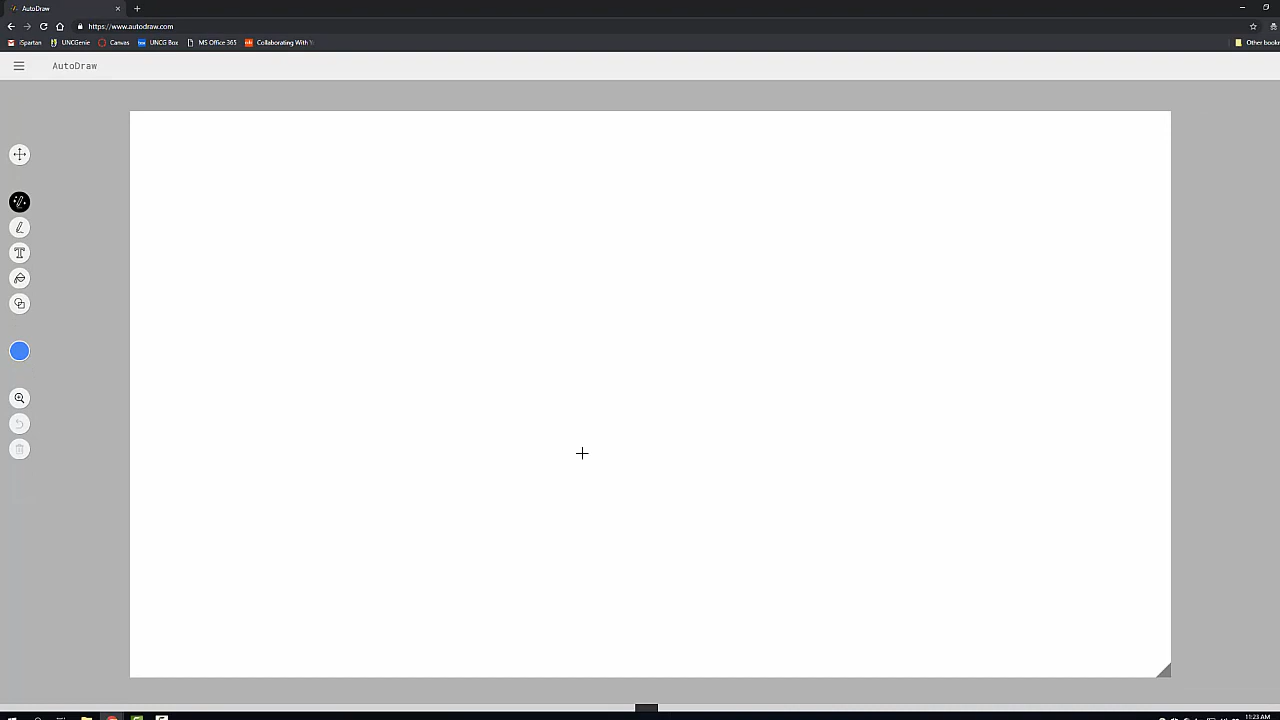 AutoDraw
https://www.autodraw.com
iSpartan UNCGenie Canvas UNCG Box MS Office 365 Collaborating With Y
Other book
AutoDraw
T
11:23 AM